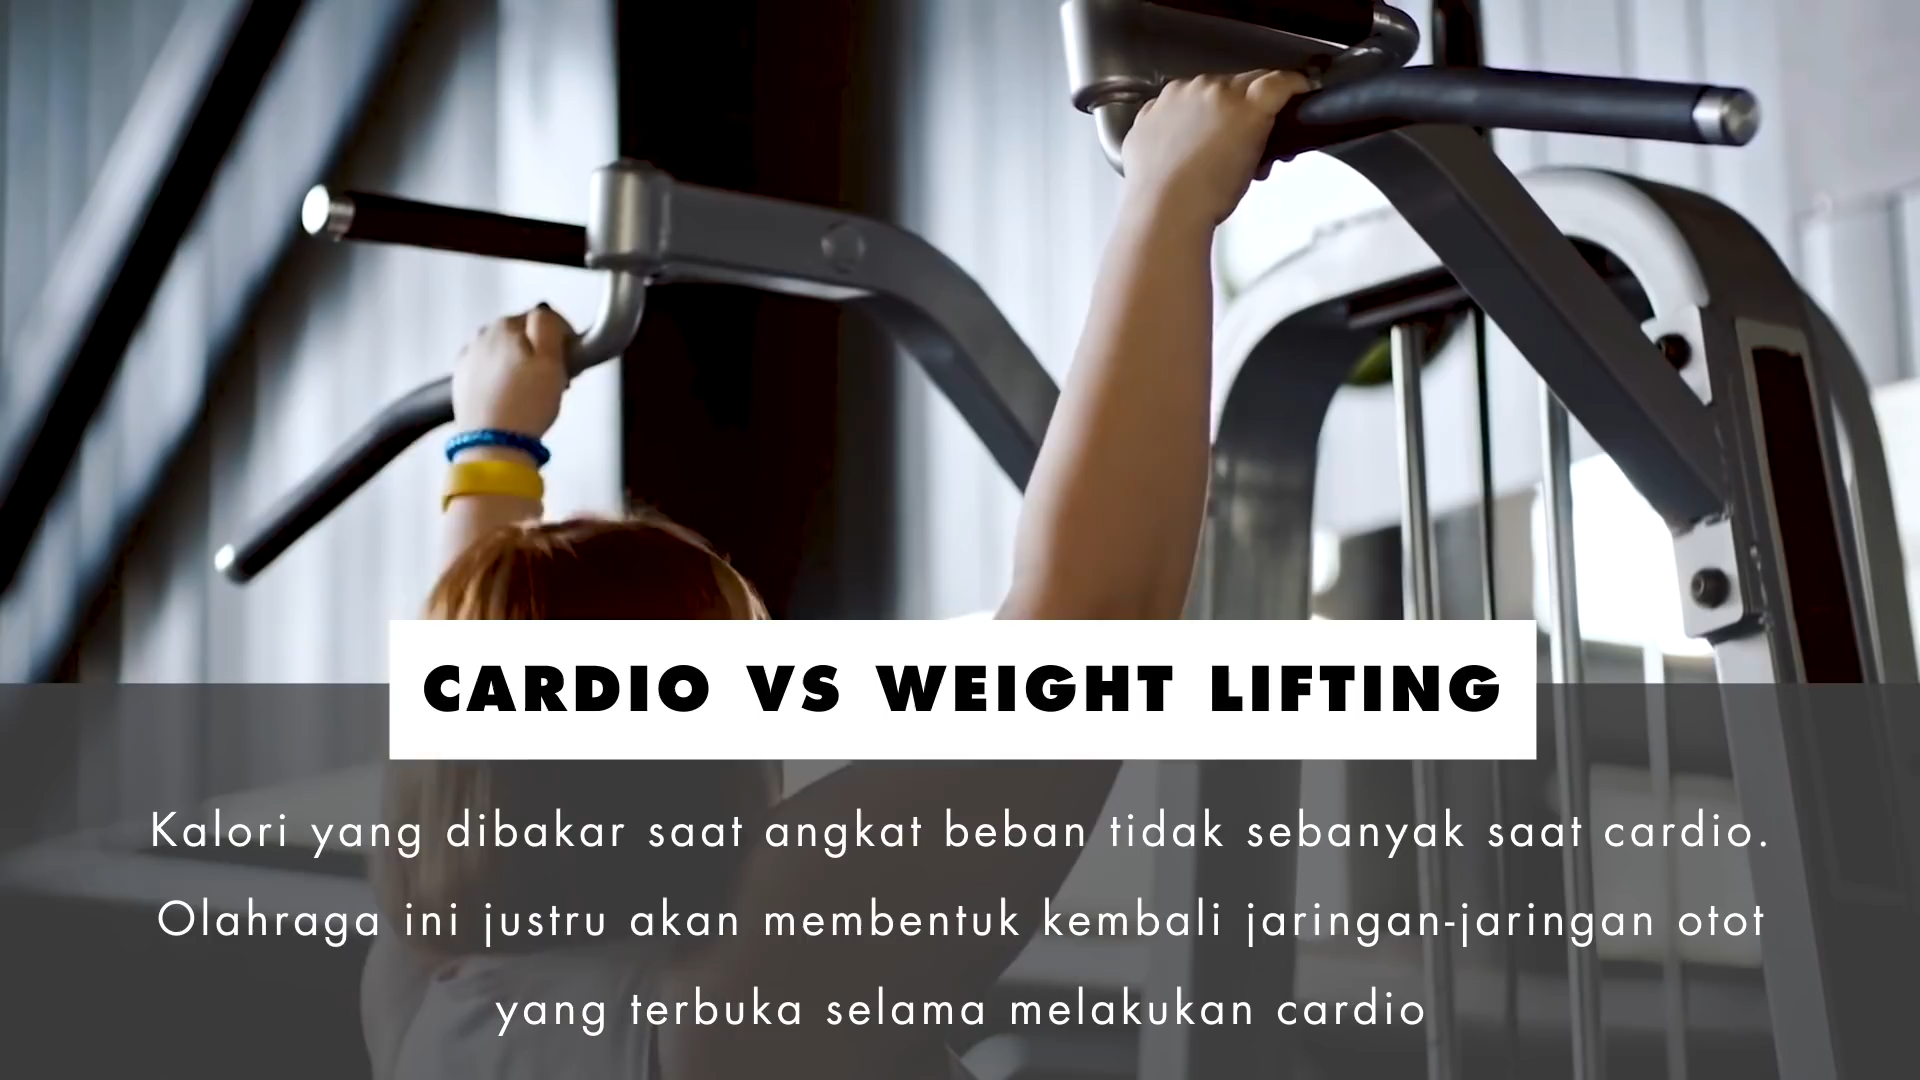 CARDIO VS WEIGHT LIFTING
Kalori yang dibakar saat angkat beban tidak sebanyak saat cardio.
Olahraga ini justru akan membentuk kembali jaringan-jaringan otot
yang terbuka selama melakukan cardio